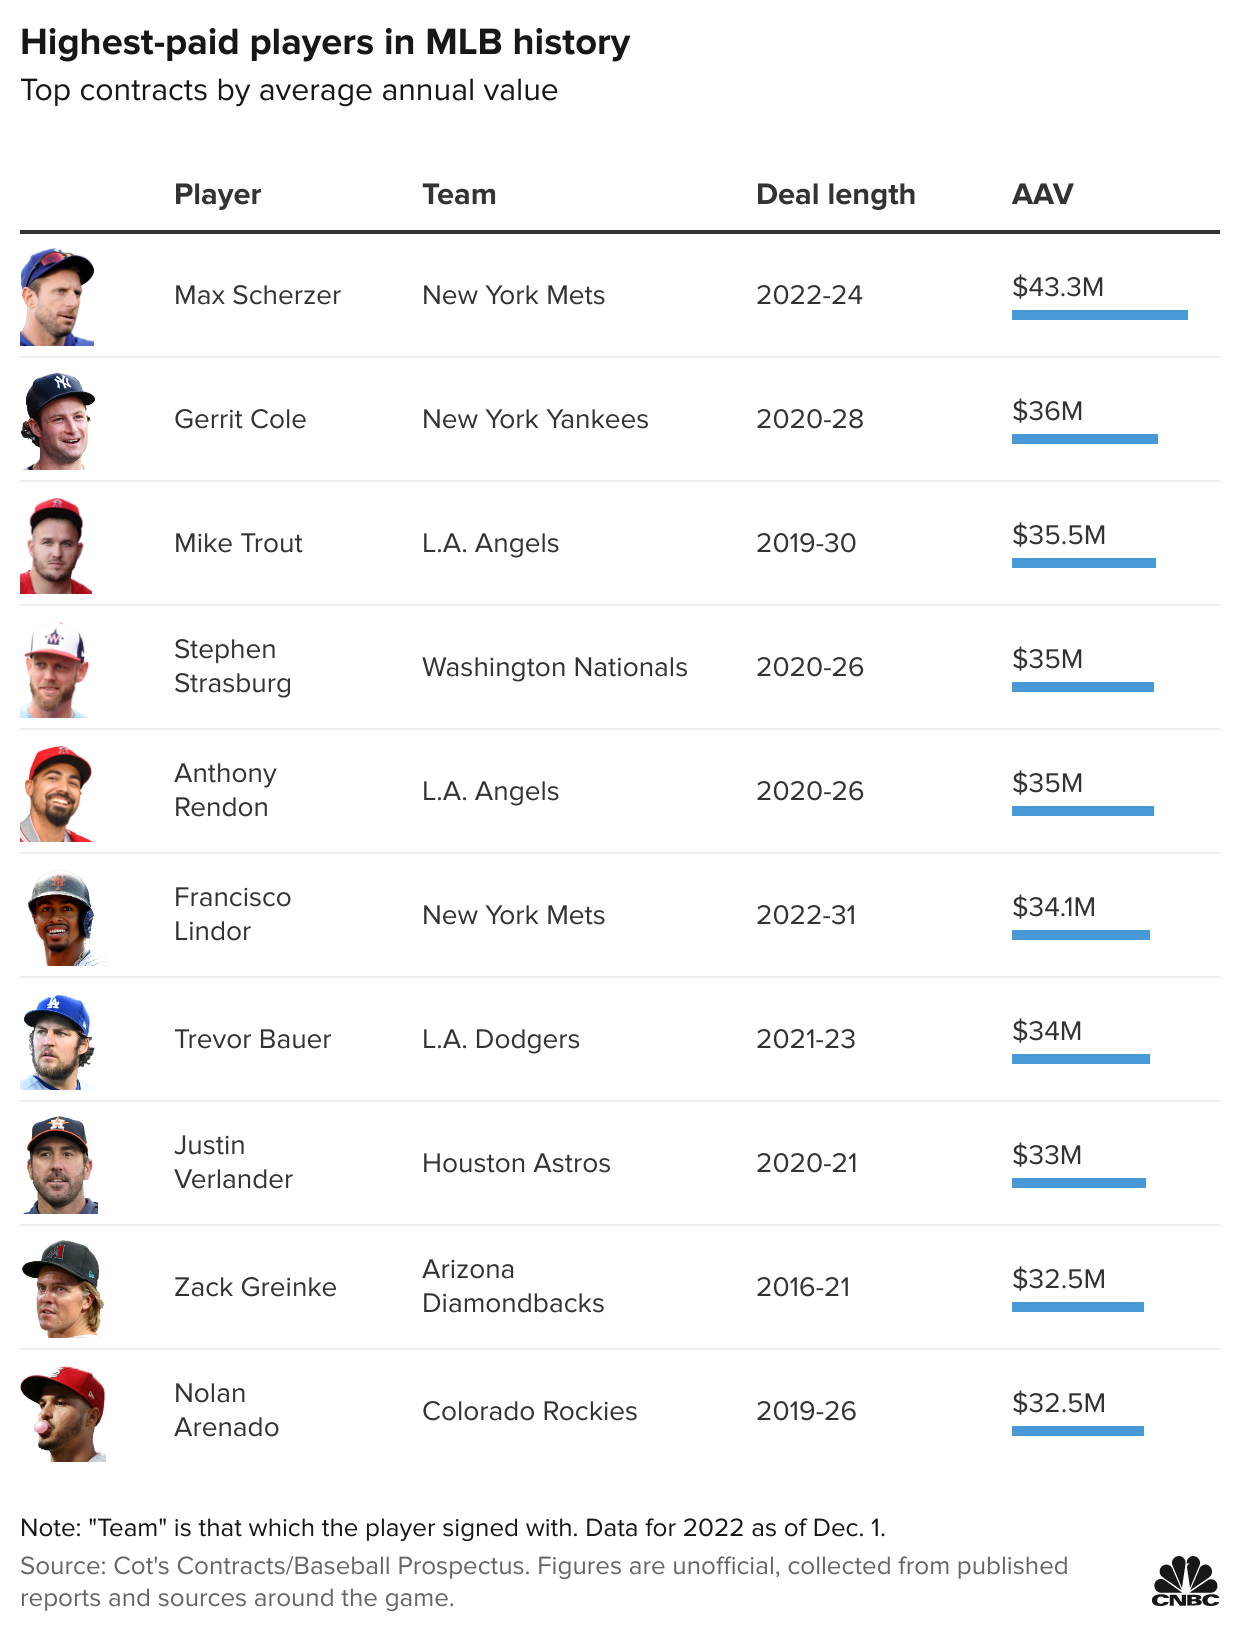 Highest-paid players in MLB history
Top contracts by average annual value
Player Team Deal length AAV
Max Scherzer New York Mets 2022-24 $43.3M
Gerrit Cole New York Yankees 2020-28 $36M
Mike Trout L.A. Angels 2019-30 $35.5M
Stephen
Strasburg Washington Nationals 2020-26 $35M
Anthony
Rendon L.A. Angels 2020-26 $35M
Francisco
Lindor New York Mets 2022-31 $34.1M
Trevor Bauer L.A. Dodgers 2021-23 $34M
Justin
Verlander Houston Astros 2020-21 $33M
Zack Greinke Arizona
Diamondbacks 2016-21 $32.5M
Nolan
Arenado Colorado Rockies 2019-26 $32.5M
Note: "Team" is that which the player signed with. Data for 2022 as of Dec. 1.
Source: Cot's Contracts/Baseball Prospectus. Figures are unofficial, collected from published
reports and sources around the game.
CNBC